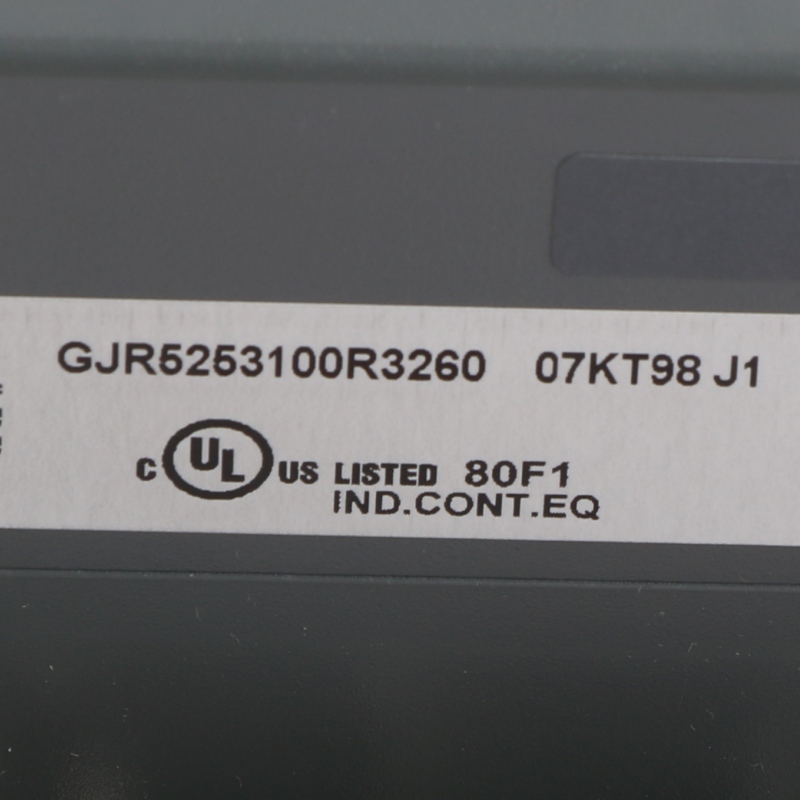 GJR5253100R3260 07KT98 J1
C UL US LISTED 80F1
IND.CONT.EQ